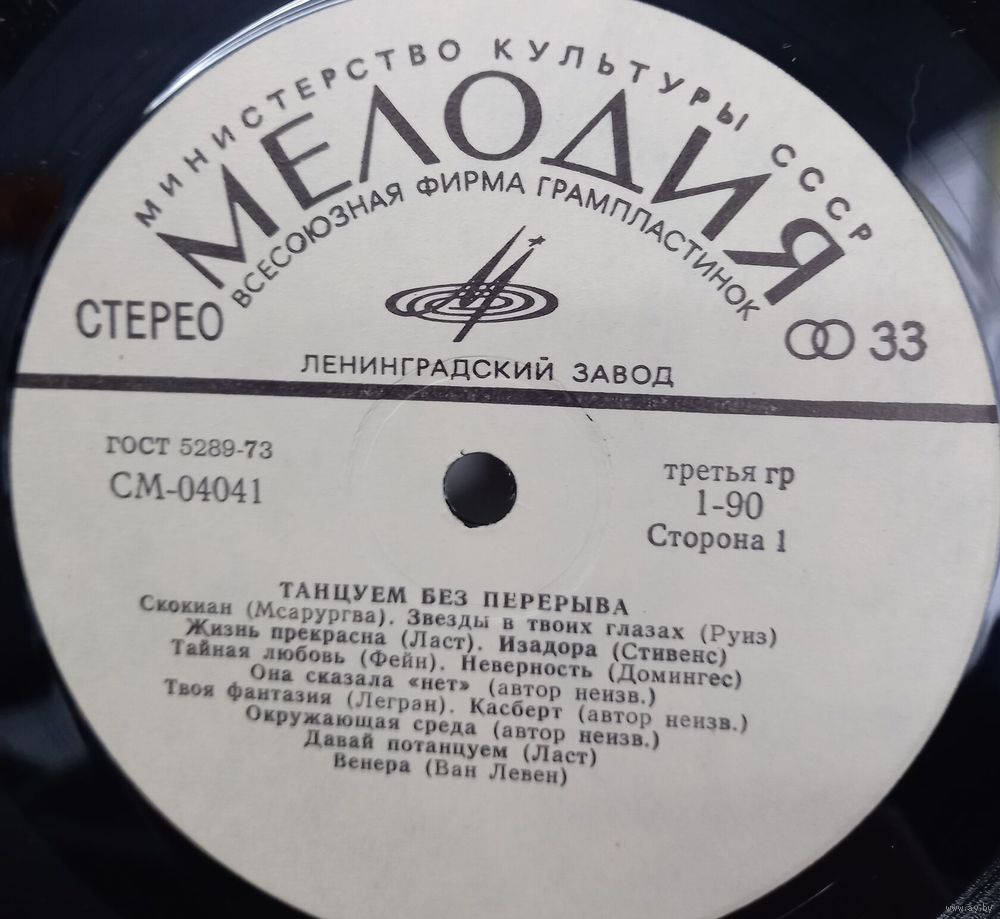 МИНИСТЕРСТВО КУЛЬТУРЫ СССР
МЕЛОДИЯ
ВСЕСОЮЗНАЯ ФИРМА ГРАМПЛАСТИНОК
СТЕРЕО
33
ЛЕНИНГРАДСКИЙ ЗАВОД
ГОСТ 5289-73
СМ-04041
третья гр
1-90
Сторона 1
ТАНЦУЕМ БЕЗ ПЕРЕРЫВА
Скокиан (Мсарургва). Звезды в твоих глазах (Руиз)
Жизнь прекрасна (Ласт). Изадора (Стивенс)
Тайная любовь (Фейн). Неверность (Домингес)
Она сказала «нет» (автор неизв.)
Твоя фантазия (Легран). Касберт (автор неизв.)
Окружающая среда (автор неизв.)
Давай потанцуем (Ласт)
Венера (Ван Левен)
www.ay.by